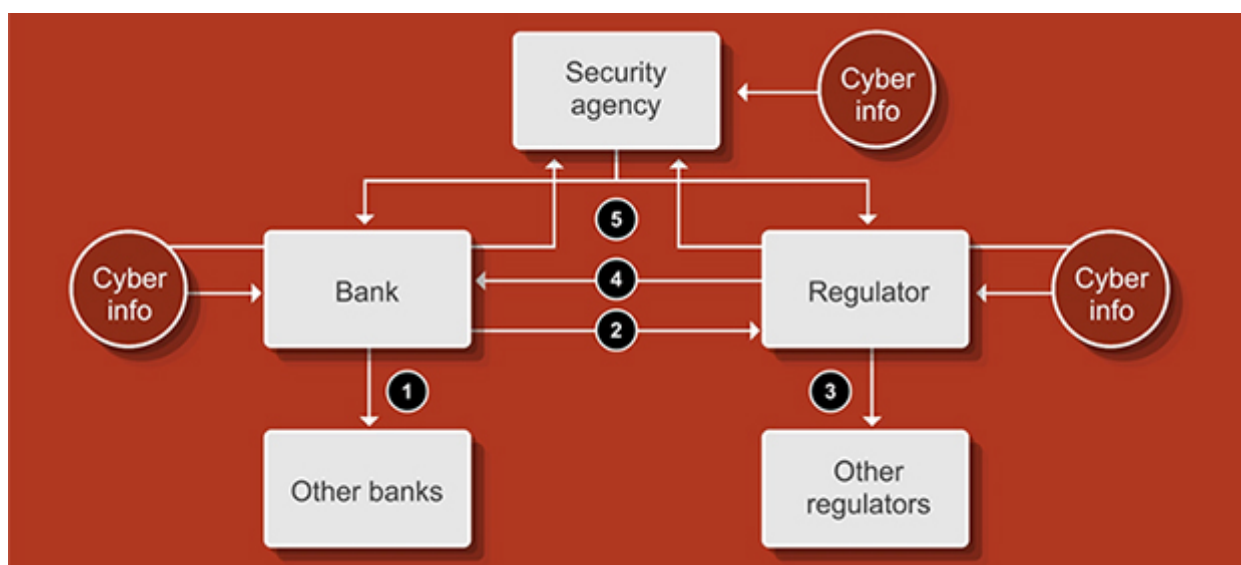 Security
agency
Cyber
info
5
Cyber
info
Bank
4
2
Regulator
Cyber
info
1
3
Other banks
Other
regulators